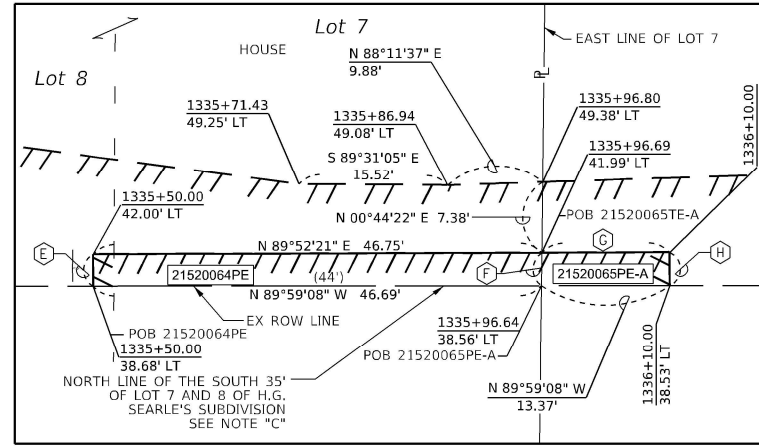 Lot 7
HOUSE
N 88°11'37" E
9.88'
EAST LINE OF LOT 7
PL
Lot 8
1335+71.43
49.25' LT
1335+86.94
49.08' LT
1335+96.80
49.38' LT
1336+10.00
S 89°31'05" E
15.52'
1335+96.69
41.99' LT
1335+50.00
42.00' LT
N 00°44'22" E 7.38'
POB 21520065TE-A
E
N 89°52'21" E 46.75'
G
H
21520064PE
(44')
F
21520065PE-A
N 89°59'08" W 46.69'
EX ROW LINE
POB 21520064PE
1335+50.00
38.68' LT
1335+96.64
38.56' LT
POB 21520065PE-A
1336+10.00
38.53' LT
NORTH LINE OF THE SOUTH 35'
OF LOT 7 AND 8 OF H.G.
SEARLE'S SUBDIVISION
SEE NOTE "C"
N 89°59'08" W
13.37'